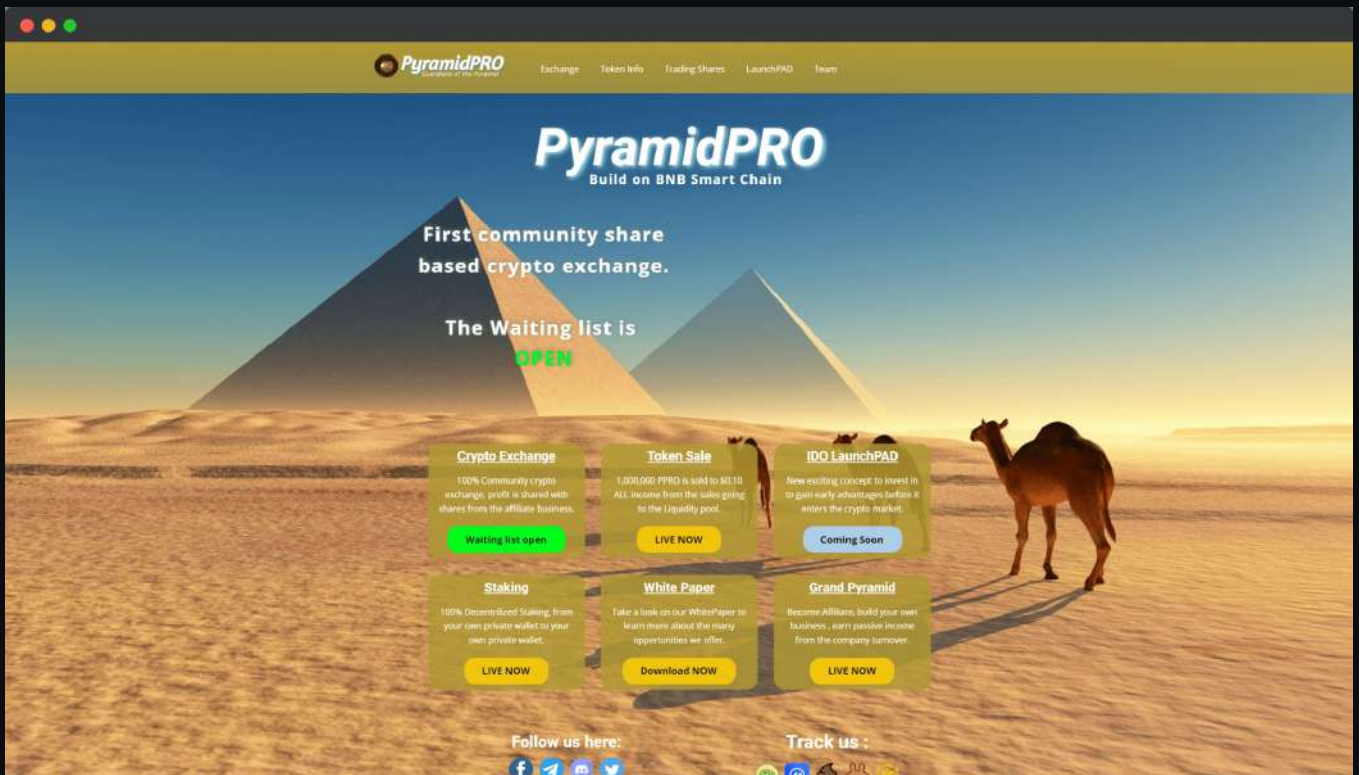 PyramidPRO
Guardians of the Pyramid
Exchange
Token Info
Trading Shares
LaunchPAD
Team
PyramidPRO
Build on BNB Smart Chain
First community share
based crypto exchange.
The Waiting list is
OPEN
Crypto Exchange
100% Community crypto
exchange, profit is shared with
shares from the affiliate business.
Waiting list open
Token Sale
1,000,000 PPRO is sold to $0.10
ALL income from the sales going
to the Liquidity pool.
LIVE NOW
IDO LaunchPAD
New exciting concept to invest in
to gain early advantages before it
enters the crypto market.
Coming Soon
Staking
100% Decentrilized Staking, from
your own private wallet to your
own private wallet.
LIVE NOW
White Paper
Take a look on our WhitePaper to
learn more about the many
oppertunities we offer.
Download NOW
Grand Pyramid
Become Affiliate, build your own
business , earn passive income
from the company turnover.
LIVE NOW
Follow us here:
Track us :